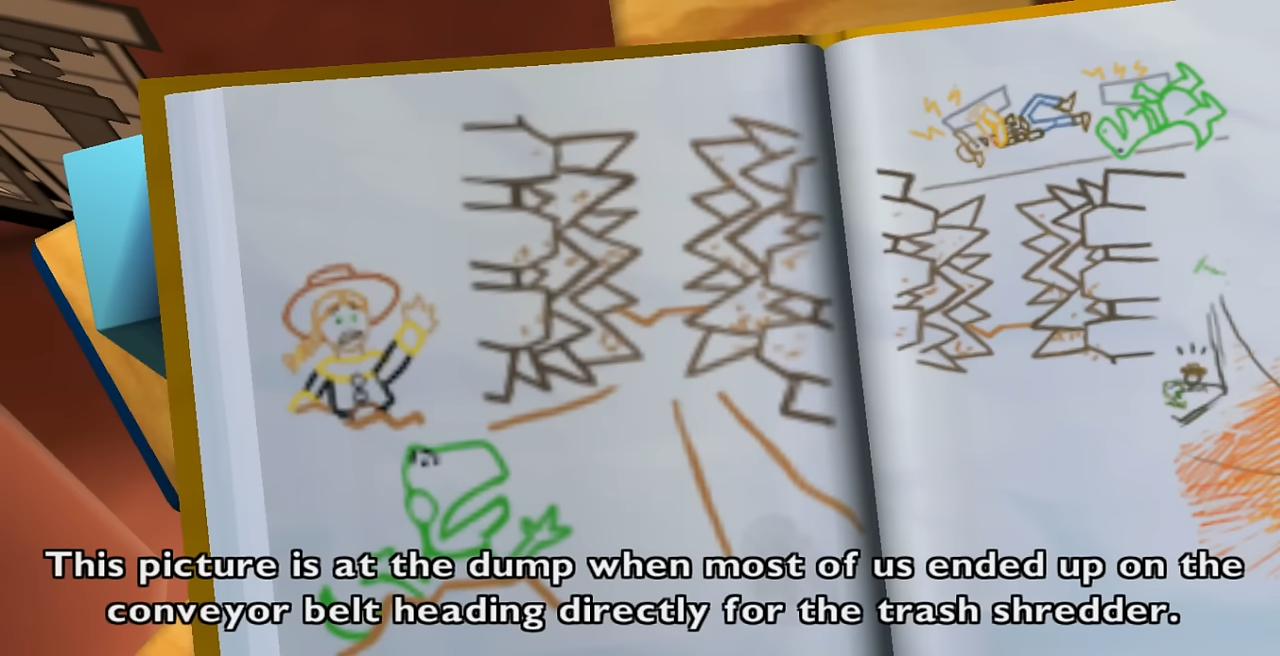 This picture is at the dump when most of us ended up on the
conveyor belt heading directly for the trash shredder.